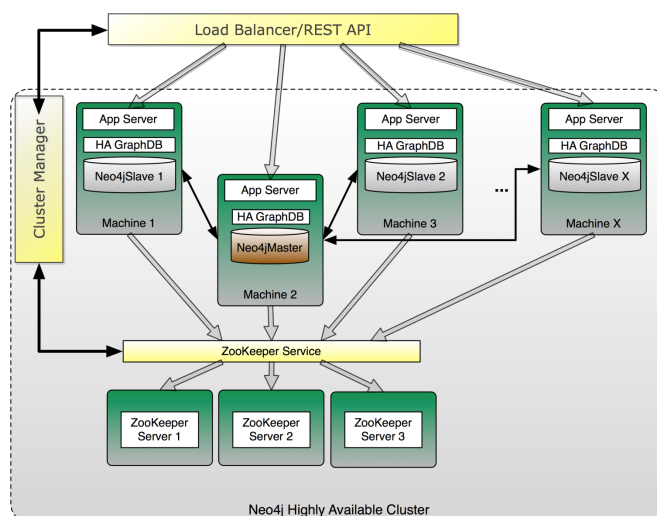 Load Balancer/REST API
Cluster Manager
App Server
HA GraphDB
Neo4jSlave 1
Machine 1
App Server
HA GraphDB
Neo4jMaster
Machine 2
App Server
HA GraphDB
Neo4jSlave 2
Machine 3
...
App Server
HA GraphDB
Neo4jSlave X
Machine X
ZooKeeper Service
ZooKeeper
Server 1
ZooKeeper
Server 2
ZooKeeper
Server 3
Neo4j Highly Available Cluster